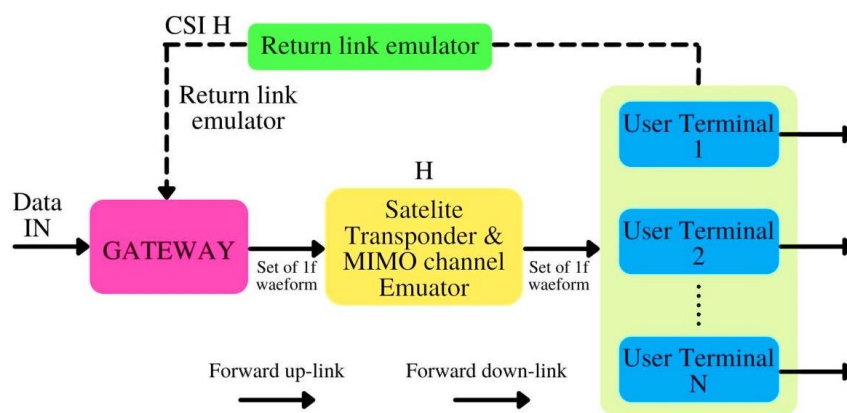 CSI H
Return link emulator
Return link
emulator
Data
IN
GATEWAY
Set of 1f
waeform
H
Satelite
Transponder &
MIMO channel
Emuator
Set of 1f
waeform
User Terminal
1
User Terminal
2
User Terminal
N
Forward up-link
Forward down-link